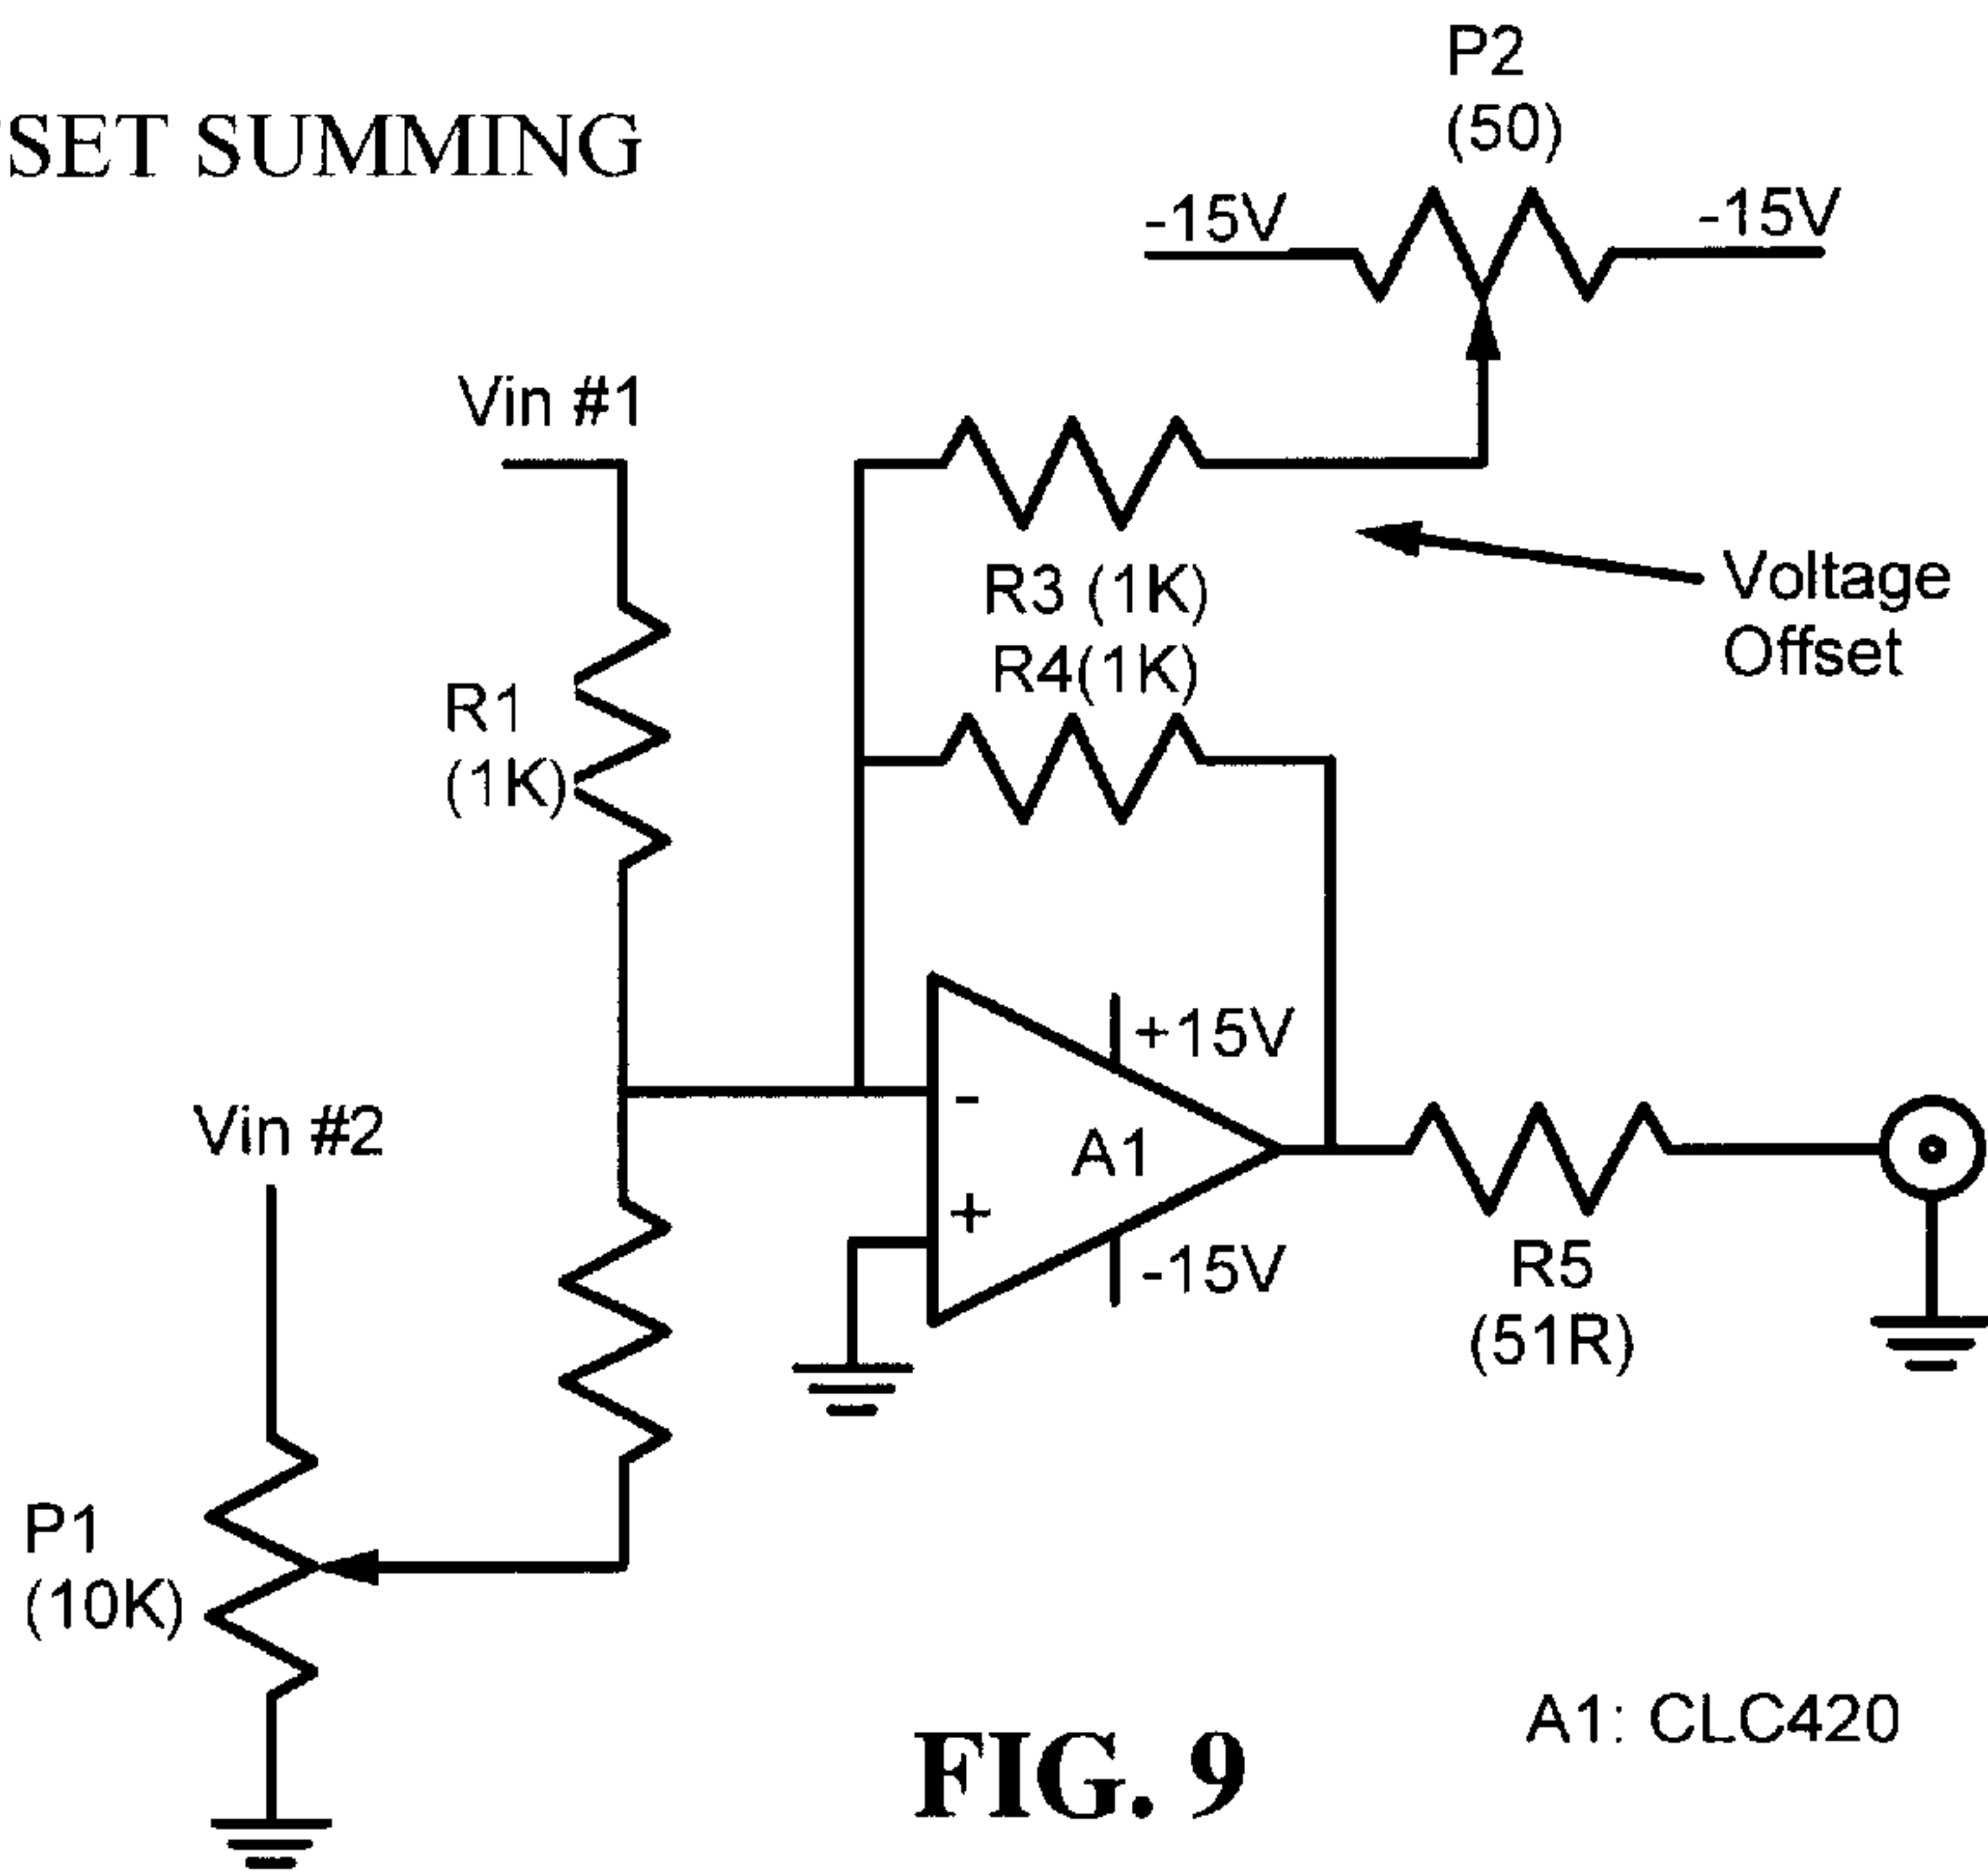 SET SUMMING
P2
(50)
-15V
-15V
Vin #1
R3 (1K)
R4(1K)
Voltage
Offset
R1
(1K)
+15V
Vin #2
-
A1
+
-15V
R5
(51R)
P1
(10K)
A1: CLC420
FIG. 9